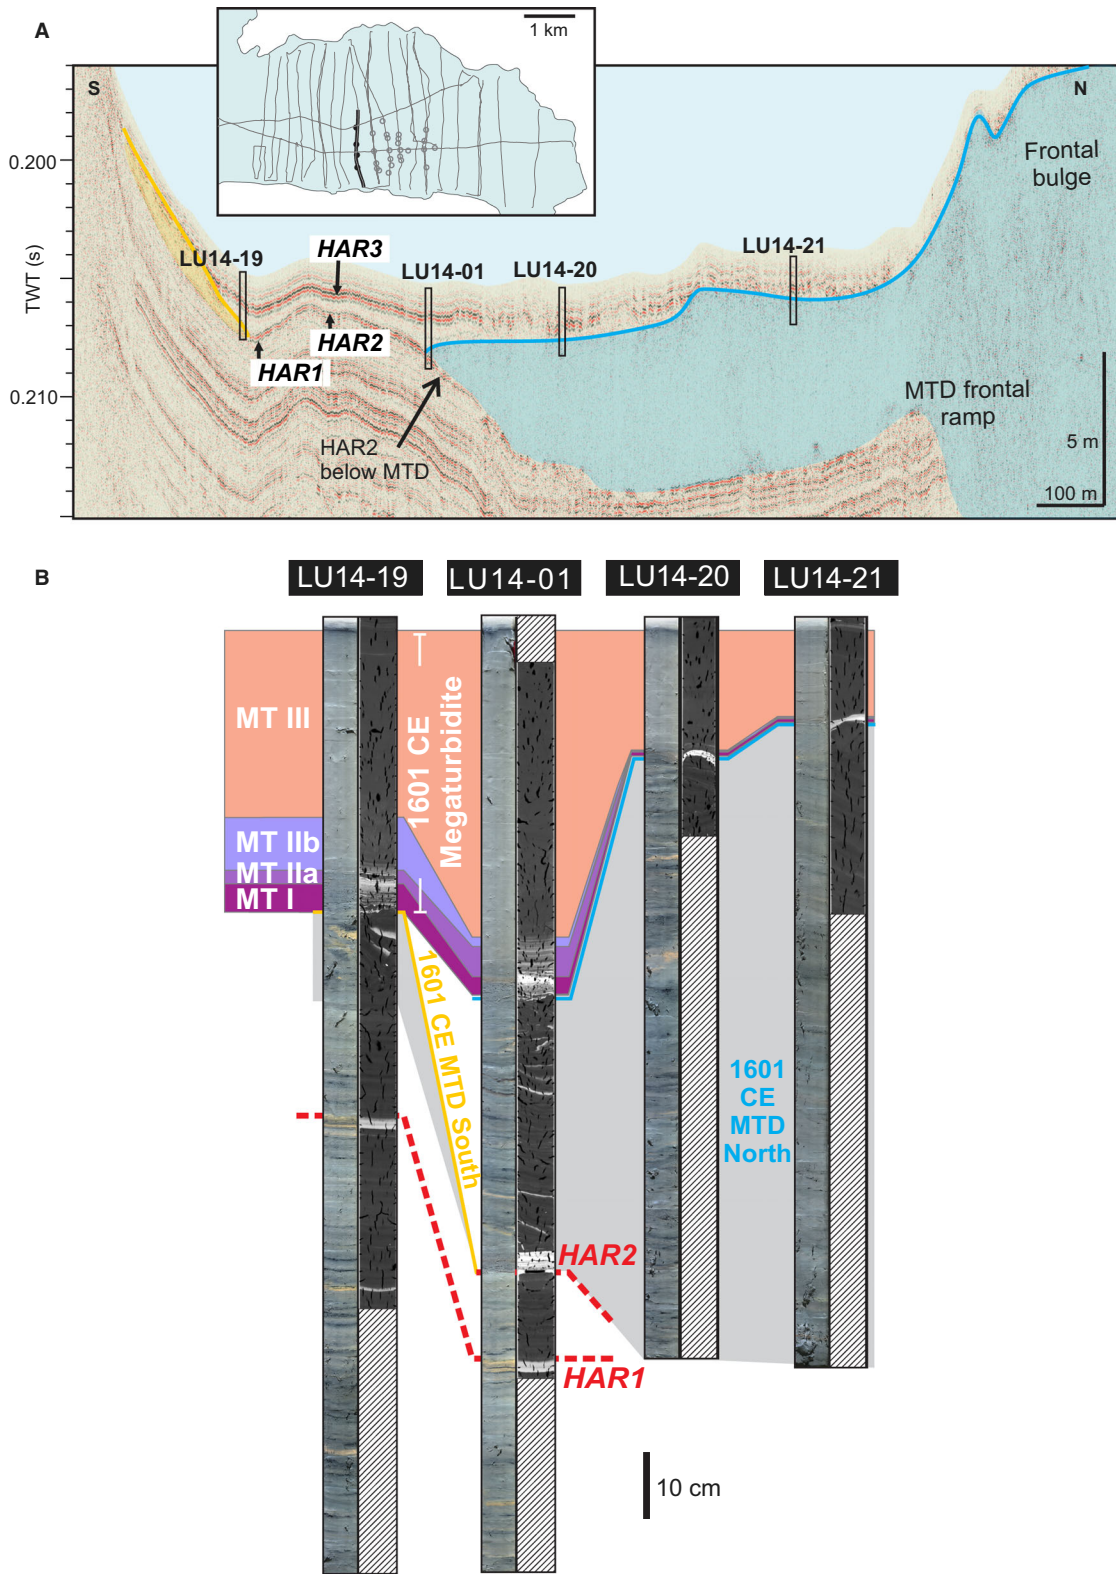 A
1 km
S
N
0.200
Frontal
bulge
LU14-19
HAR3
LU14-01
LU14-20
LU14-21
TWT (s)
HAR2
HAR1
0.210
MTD frontal
ramp
HAR2
below MTD
5 m
100 m
B
LU14-19
LU14-01
LU14-20
LU14-21
MT III
1601 CE
Megaturbidite
MT IIb
MT IIa
MT I
1601 CE MTD South
1601
CE
MTD
North
HAR2
HAR1
10 cm